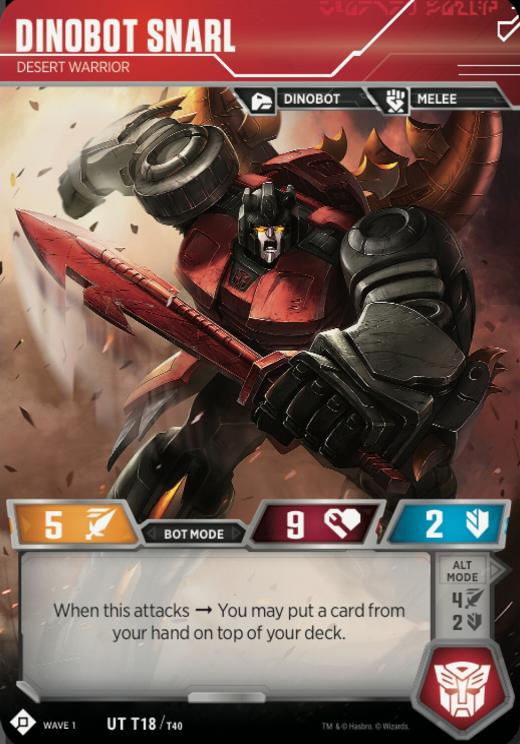 DINOBOT SNARL
DESERT WARRIOR
DINOBOT MELEE
5 BOT MODE 9 2
When this attacks → You may put a card from
your hand on top of your deck.
ALT
MODE
4
2
WAVE 1 UT T18/T40 TM & © Hasbro. © Wizards.